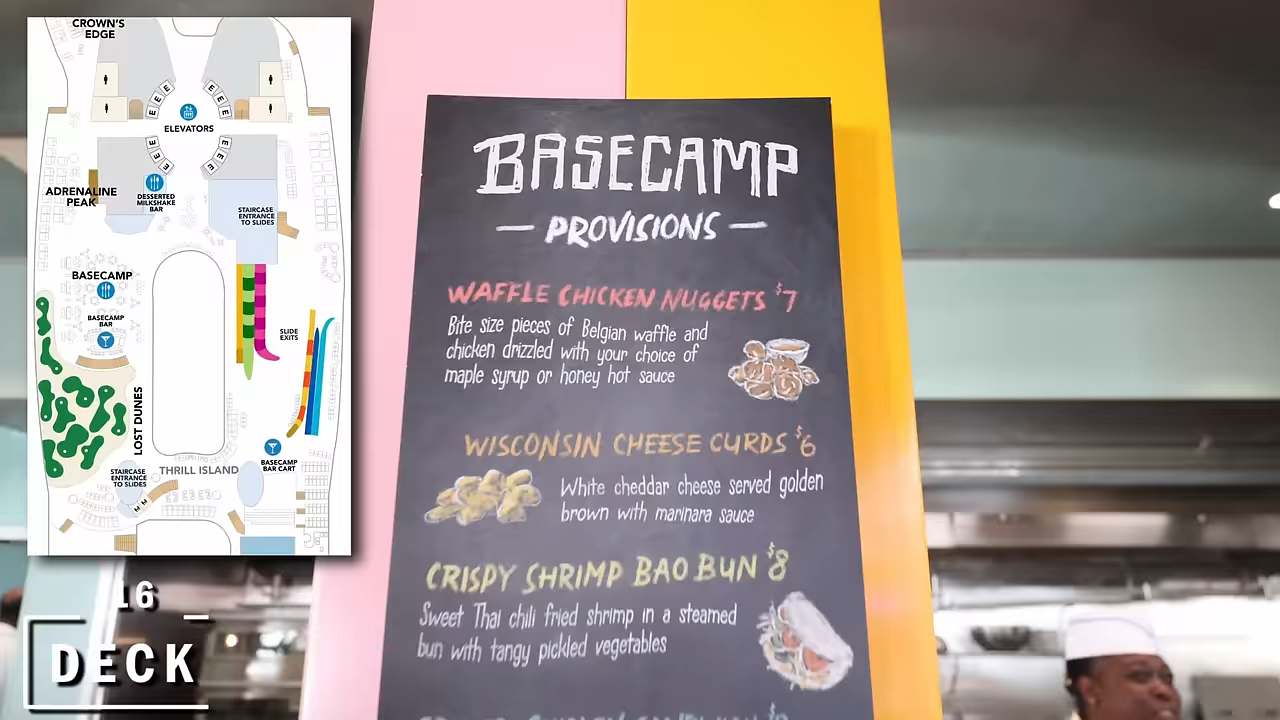 CROWN'S
EDGE
ELEVATORS
ADRENALINE
PEAK
DESSERTED
MILKSHAKE
BAR
STAIRCASE
ENTRANCE
TO SLIDES
BASECAMP
BASECAMP
BAR
SLIDE
EXITS
LOST DUNES
BASECAMP
BAR CART
THRILL ISLAND
STAIRCASE
ENTRANCE
TO SLIDES
16
DECK
BASECAMP
— PROVISIONS —
WAFFLE CHICKEN NUGGETS $7
Bite size pieces of Belgian waffle and
chicken drizzled with your choice of
maple syrup or honey hot sauce
WISCONSIN CHEESE CURDS $6
White cheddar cheese served golden
brown with marinara sauce
CRISPY SHRIMP BAO BUN $8
Sweet Thai chili fried shrimp in a steamed
bun with tangy pickled vegetables